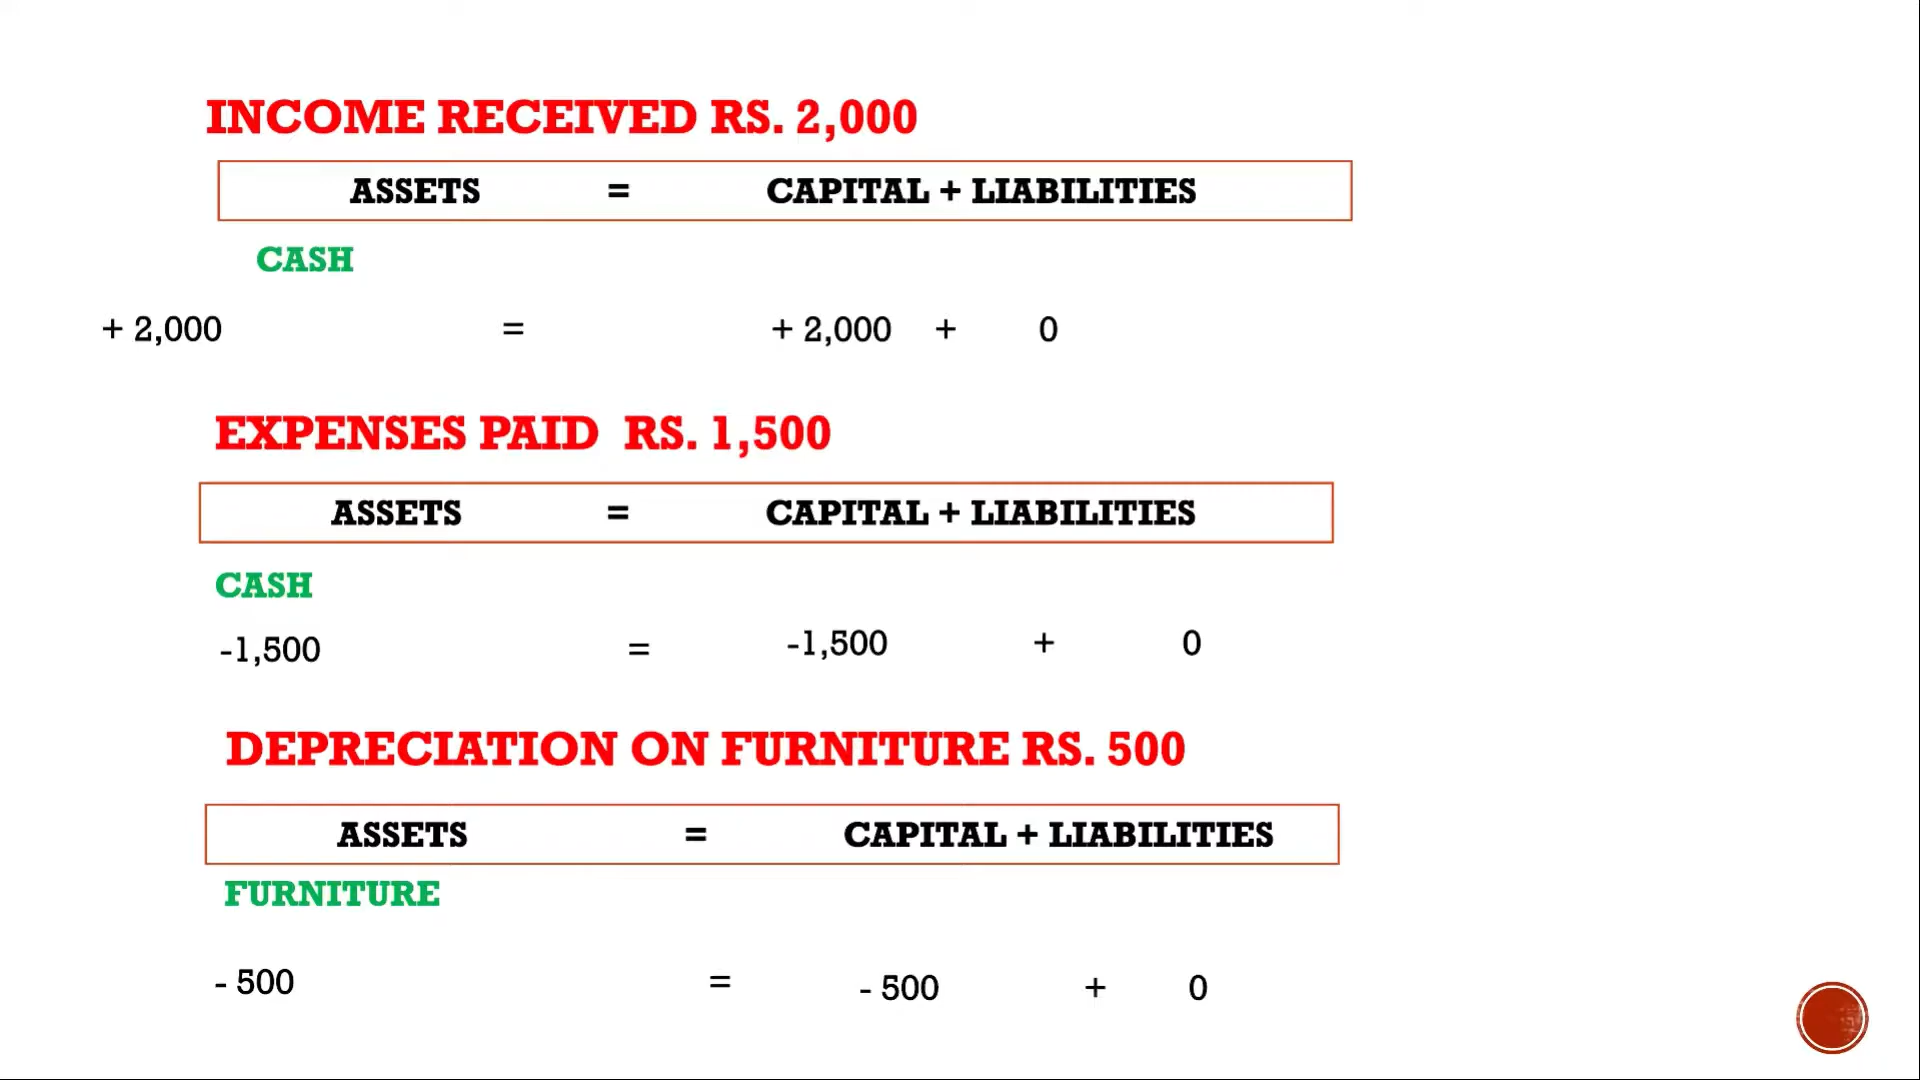 INCOME RECEIVED RS. 2,000
ASSETS = CAPITAL + LIABILITIES
CASH
+ 2,000 = + 2,000 + 0
EXPENSES PAID RS. 1,500
ASSETS = CAPITAL + LIABILITIES
CASH
-1,500 = -1,500 + 0
DEPRECIATION ON FURNITURE RS. 500
ASSETS = CAPITAL + LIABILITIES
FURNITURE
- 500 = - 500 + 0